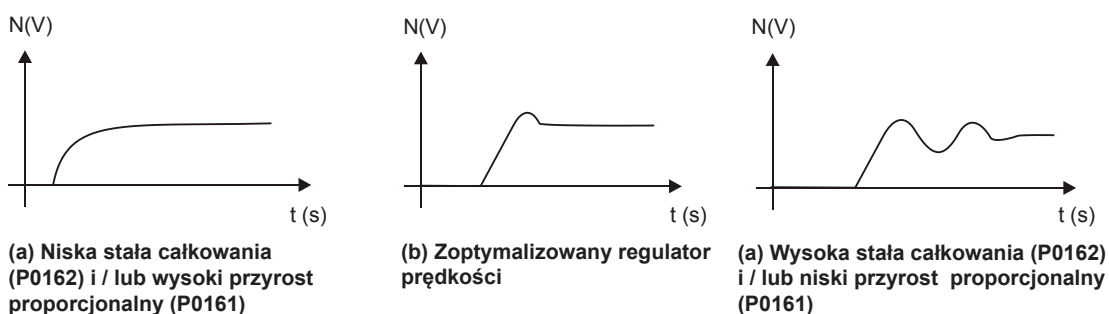 N(V)
t (s)
(a) Niska stała całkowania
(P0162) i / lub wysoki przyrost
proporcjonalny (P0161)
N(V)
t (s)
(b) Zoptymalizowany regulator
prędkości
N(V)
t (s)
(a) Wysoka stała całkowania (P0162)
i / lub niski przyrost  proporcjonalny
(P0161)